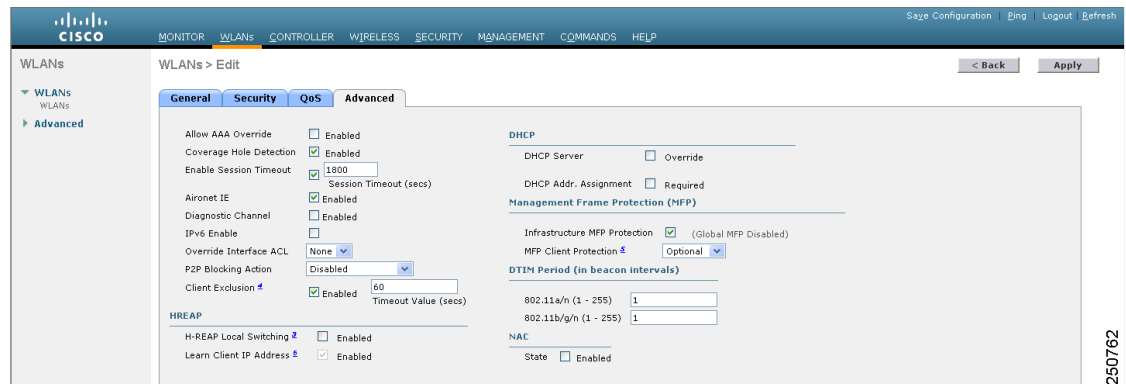 Save Configuration | Ping | Logout | Refresh
CISCO
MONITOR WLANs CONTROLLER WIRELESS SECURITY MANAGEMENT COMMANDS HELP
WLANs
WLANs > Edit
< Back
Apply
WLANs
WLANs
Advanced
General Security QoS Advanced
Allow AAA Override Enabled
Coverage Hole Detection Enabled
Enable Session Timeout 1800
Session Timeout (secs)
Aironet IE Enabled
Diagnostic Channel Enabled
IPv6 Enable
Override Interface ACL None
P2P Blocking Action Disabled
Client Exclusion 4 Enabled 60
Timeout Value (secs)
HREAP
H-REAP Local Switching 2 Enabled
Learn Client IP Address 5 Enabled
DHCP
DHCP Server Override
DHCP Addr. Assignment Required
Management Frame Protection (MFP)
Infrastructure MFP Protection (Global MFP Disabled)
MFP Client Protection Optional
DTIM Period (in beacon intervals)
802.11a/n (1 - 255) 1
802.11b/g/n (1 - 255) 1
NAC
State Enabled
250762